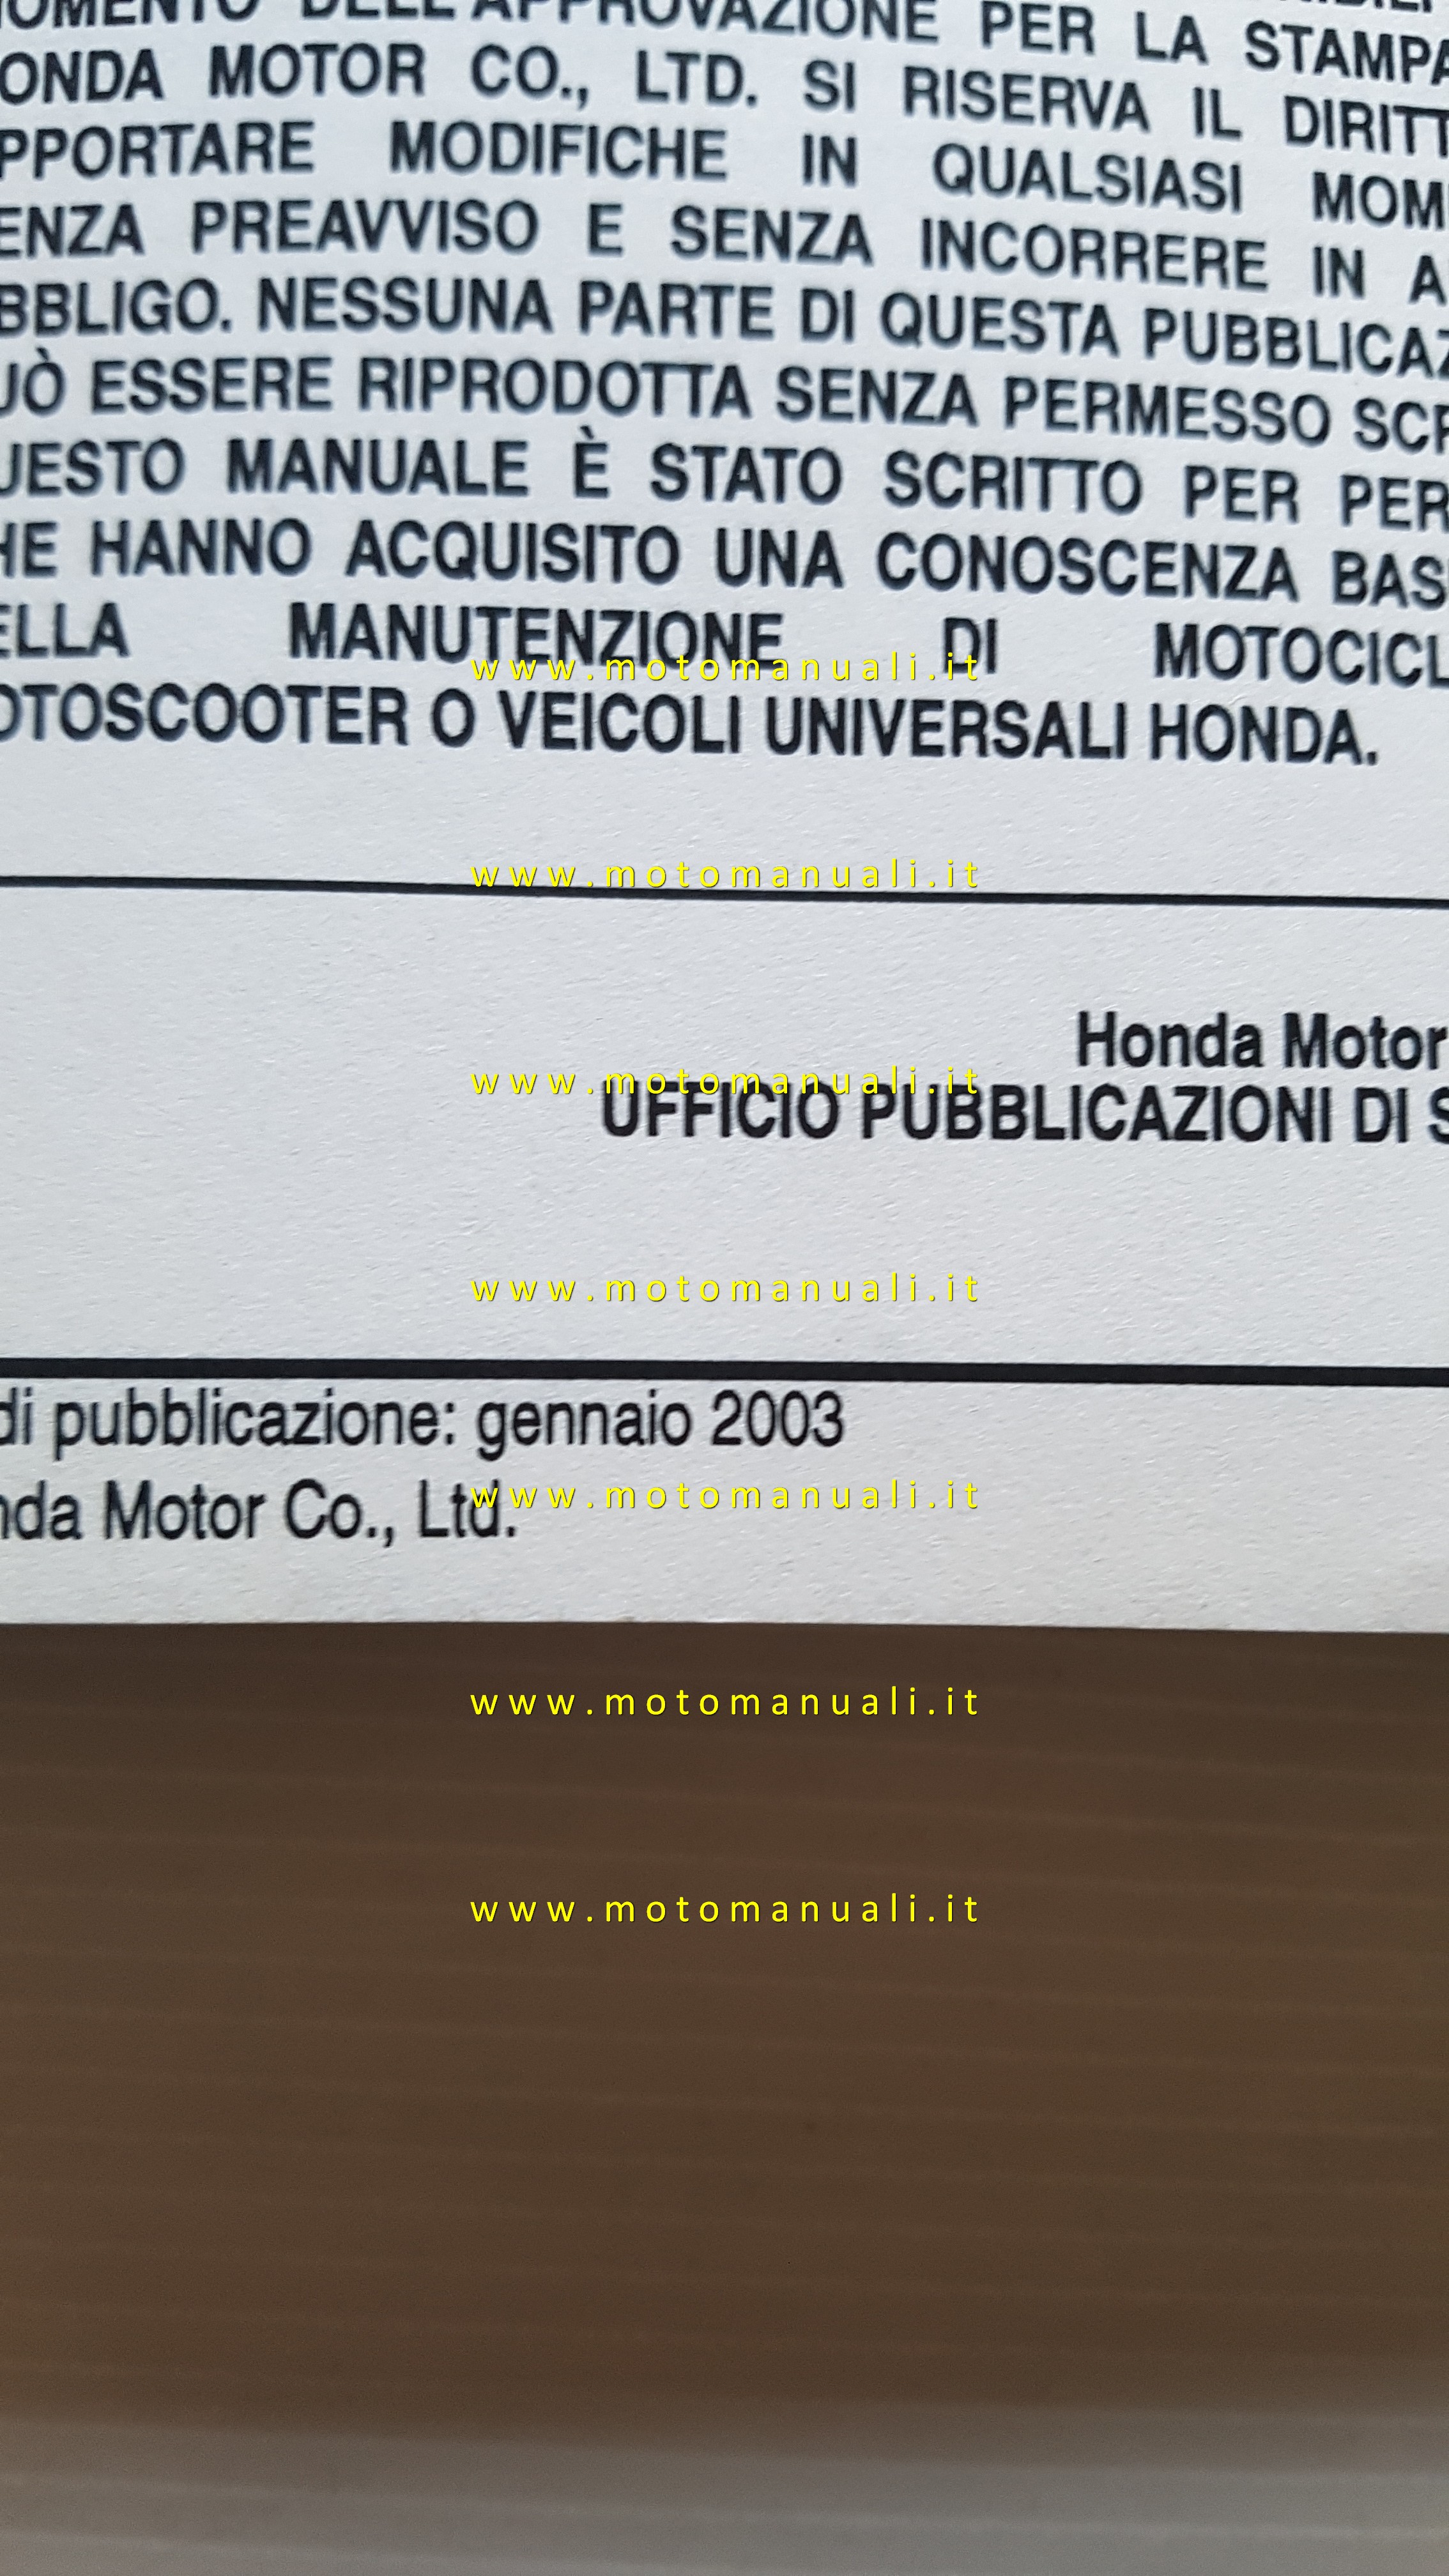 MOMENTO DELL'APPROVAZIONE PER LA STAMPA
ONDA MOTOR CO., LTD. SI RISERVA IL DIRITT
PPORTARE MODIFICHE IN QUALSIASI MOM
ENZA PREAVVISO E SENZA INCORRERE IN A
BBLIGO. NESSUNA PARTE DI QUESTA PUBBLICAZ
UÒ ESSERE RIPRODOTTA SENZA PERMESSO SCR
UESTO MANUALE È STATO SCRITTO PER PER
HE HANNO ACQUISITO UNA CONOSCENZA BAS
ELLA MANUTENZIONE DI MOTOCICL
www.motomanuali.it
OTOSCOOTER O VEICOLI UNIVERSALI HONDA.
www.motomanuali.it
Honda Motor
www.motomanuali.it
UFFICIO PUBBLICAZIONI DI S
www.motomanuali.it
di pubblicazione: gennaio 2003
nda Motor Co., Ltd.
www.motomanuali.it
www.motomanuali.it
www.motomanuali.it